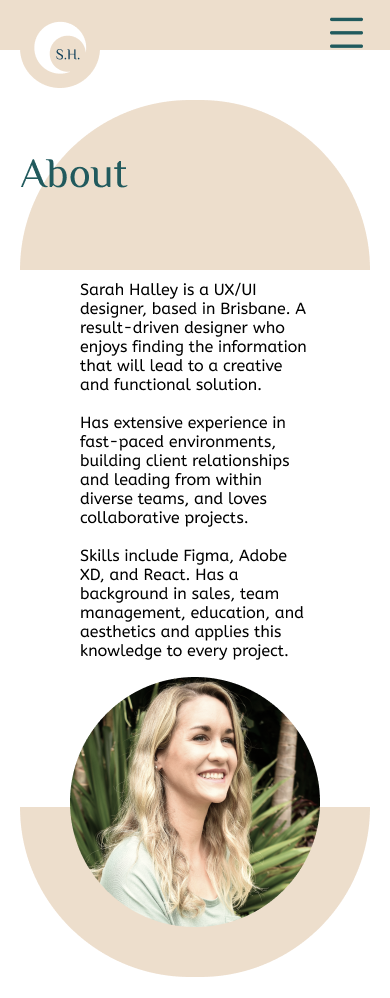 S.H.
About
Sarah Halley is a UX/UI
designer, based in Brisbane. A
result-driven designer who
enjoys finding the information
that will lead to a creative
and functional solution.
Has extensive experience in
fast-paced environments,
building client relationships
and leading from within
diverse teams, and loves
collaborative projects.
Skills include Figma, Adobe
XD, and React. Has a
background in sales, team
management, education, and
aesthetics and applies this
knowledge to every project.